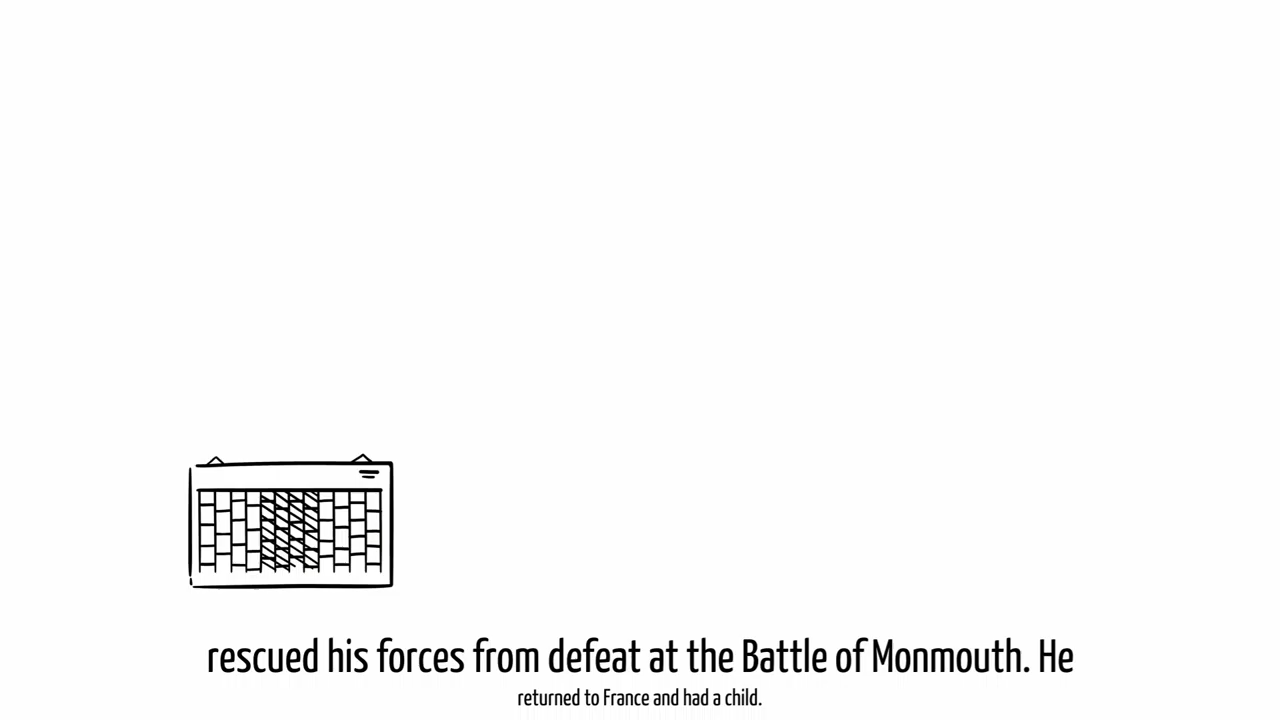 rescued his forces from defeat at the Battle of Monmouth. He
returned to France and had a child.